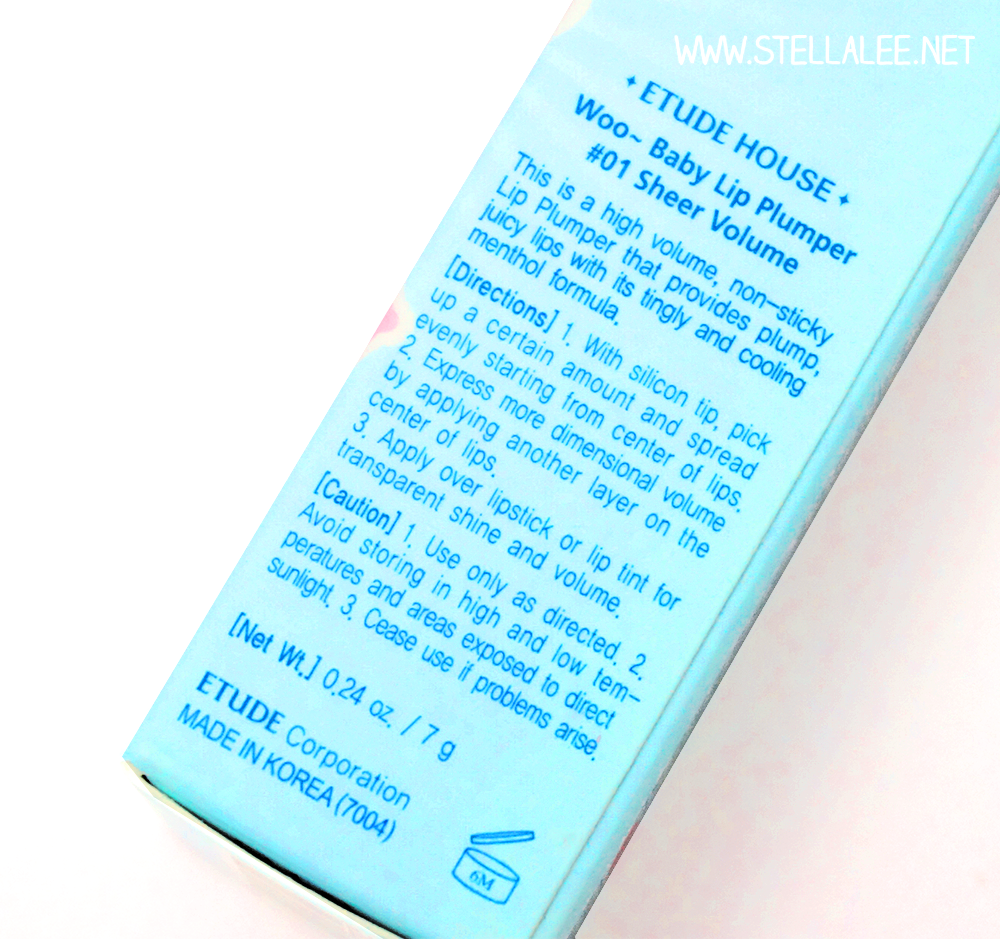 WWW.STELLALEE.NET
ETUDE HOUSE
Woo~ Baby Lip Plumper
#01 Sheer Volume
This is a high volume, non-sticky
Lip Plumper that provides plump,
juicy lips with its tingly and cooling
menthol formula.
[Directions] 1. With silicon tip, pick
up a certain amount and spread
evenly starting from center of lips.
2. Express more dimensional volume
by applying another layer on the
center of lips.
3. Apply over lipstick or lip tint for
transparent shine and volume.
[Caution] 1. Use only as directed. 2.
Avoid storing in high and low tem-
peratures and areas exposed to direct
sunlight. 3. Cease use if problems arise.
[Net Wt.] 0.24 oz. / 7 g
ETUDE Corporation
MADE IN KOREA (7004)
6M